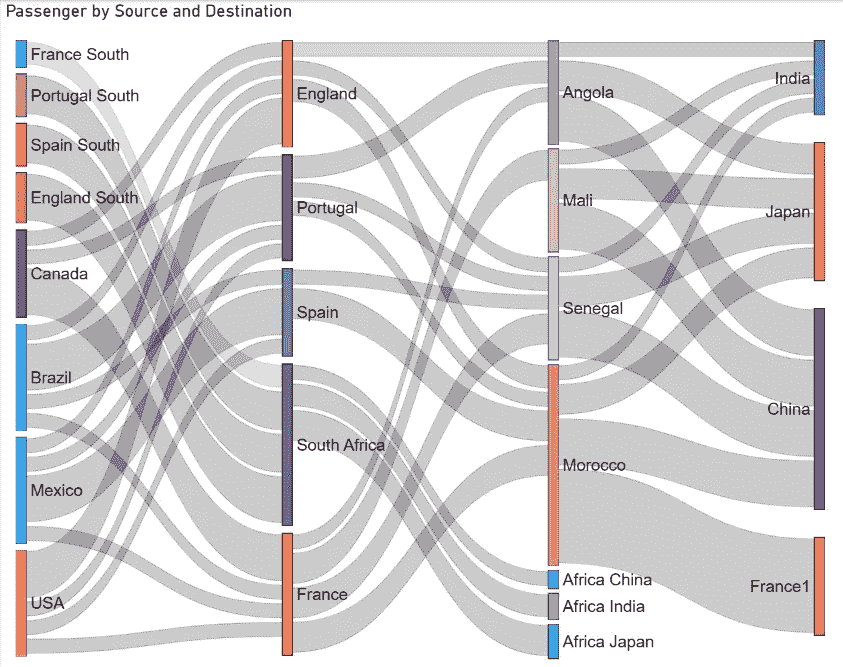 Passenger by Source and Destination
France South
Portugal South
Spain South
England South
Canada
Brazil
Mexico
USA
England
Portugal
Spain
South Africa
France
Angola
Mali
Senegal
Morocco
Africa China
Africa India
Africa Japan
India
Japan
China
France1